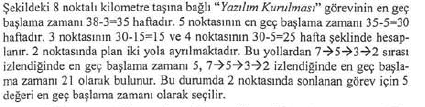 Şekildeki 8 noktalı kilometre taşına bağlı "Yazılım Kurulması" görevinin en geç
başlama zamanı 38-3=35 haftadır. 5 noktasının en geç başlama zamanı 35-5=30
haftadır. 3 noktasının 30-15=15 ve 4 noktasının 30-5=25 hafta şeklinde hesap-
lanır. 2 noktasında plan iki yola ayrılmaktadır. Bu yollardan 7→5→3→2 sırası
izlendiğinde en geç başlama zamanı 5, 7→5→3→2 izlendiğinde en geç başla-
ma zamanı 21 olarak bulunur. Bu durumda 2 noktasında sonlanan görev için 5
değeri en geç başlama zamanı olarak seçilir.